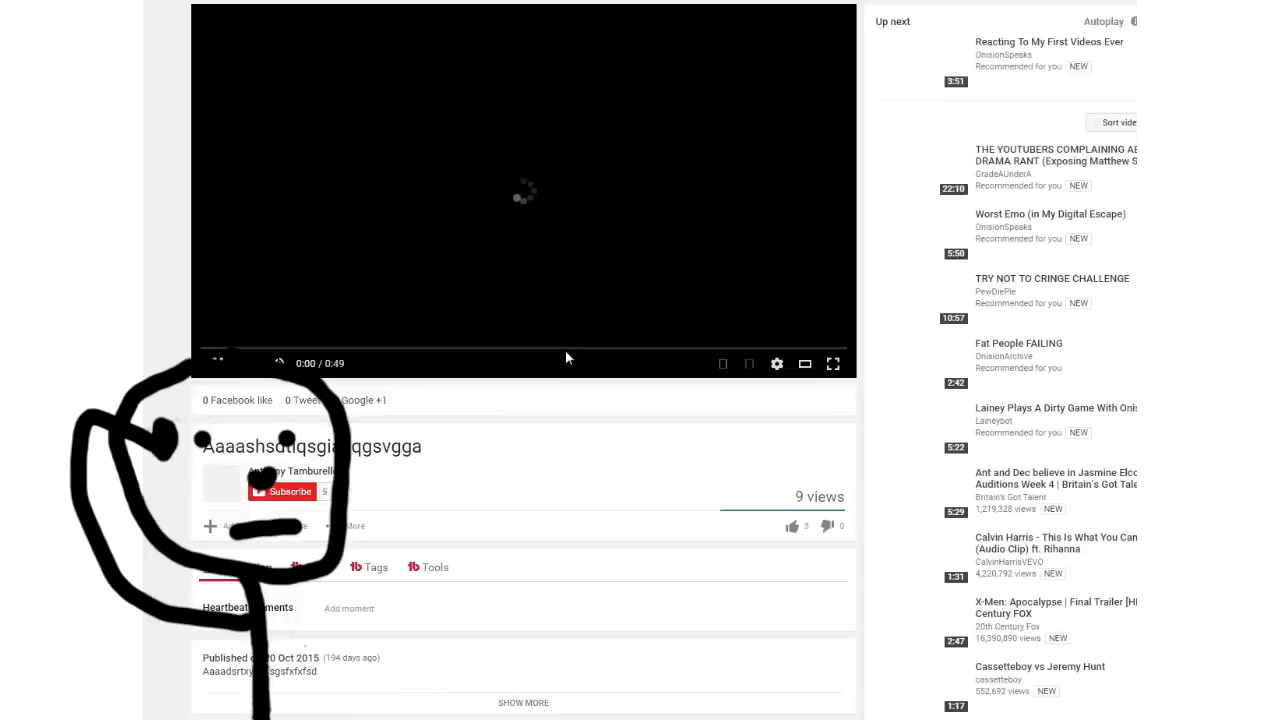 0:00 / 0:49
0 Facebook like 0 Tweet Google +1
Anthony Tamburello
Subscribe 5
9 views
More 3 0
Tags Tools
Heartbeat Add moment
Published 20 Oct 2015 (194 days ago)
SHOW MORE
Up next Autoplay
Reacting To My First Videos Ever
OnisionSpeaks
Recommended for you NEW
3:51
Sort vide
THE YOUTUBERS COMPLAINING AB
DRAMA RANT (Exposing Matthew S
GradeAUnderA
Recommended for you NEW
22:10
Worst Emo (in My Digital Escape)
OnisionSpeaks
Recommended for you NEW
5:50
TRY NOT TO CRINGE CHALLENGE
PewDiePie
Recommended for you NEW
10:57
Fat People FAILING
OnisionArchive
Recommended for you
2:42
Lainey Plays A Dirty Game With Onis
Laineybot
Recommended for you NEW
5:22
Ant and Dec believe in Jasmine Elco
Auditions Week 4 | Britain's Got Tale
Britain's Got Talent
1,219,328 views NEW
5:29
Calvin Harris - This Is What You Can
(Audio Clip) ft. Rihanna
CalvinHarrisVEVO
4,220,792 views NEW
1:31
X-Men: Apocalypse | Final Trailer [H
Century FOX
20th Century Fox
16,390,890 views NEW
2:47
Cassetteboy vs Jeremy Hunt
cassetteboy
552,692 views NEW
1:17